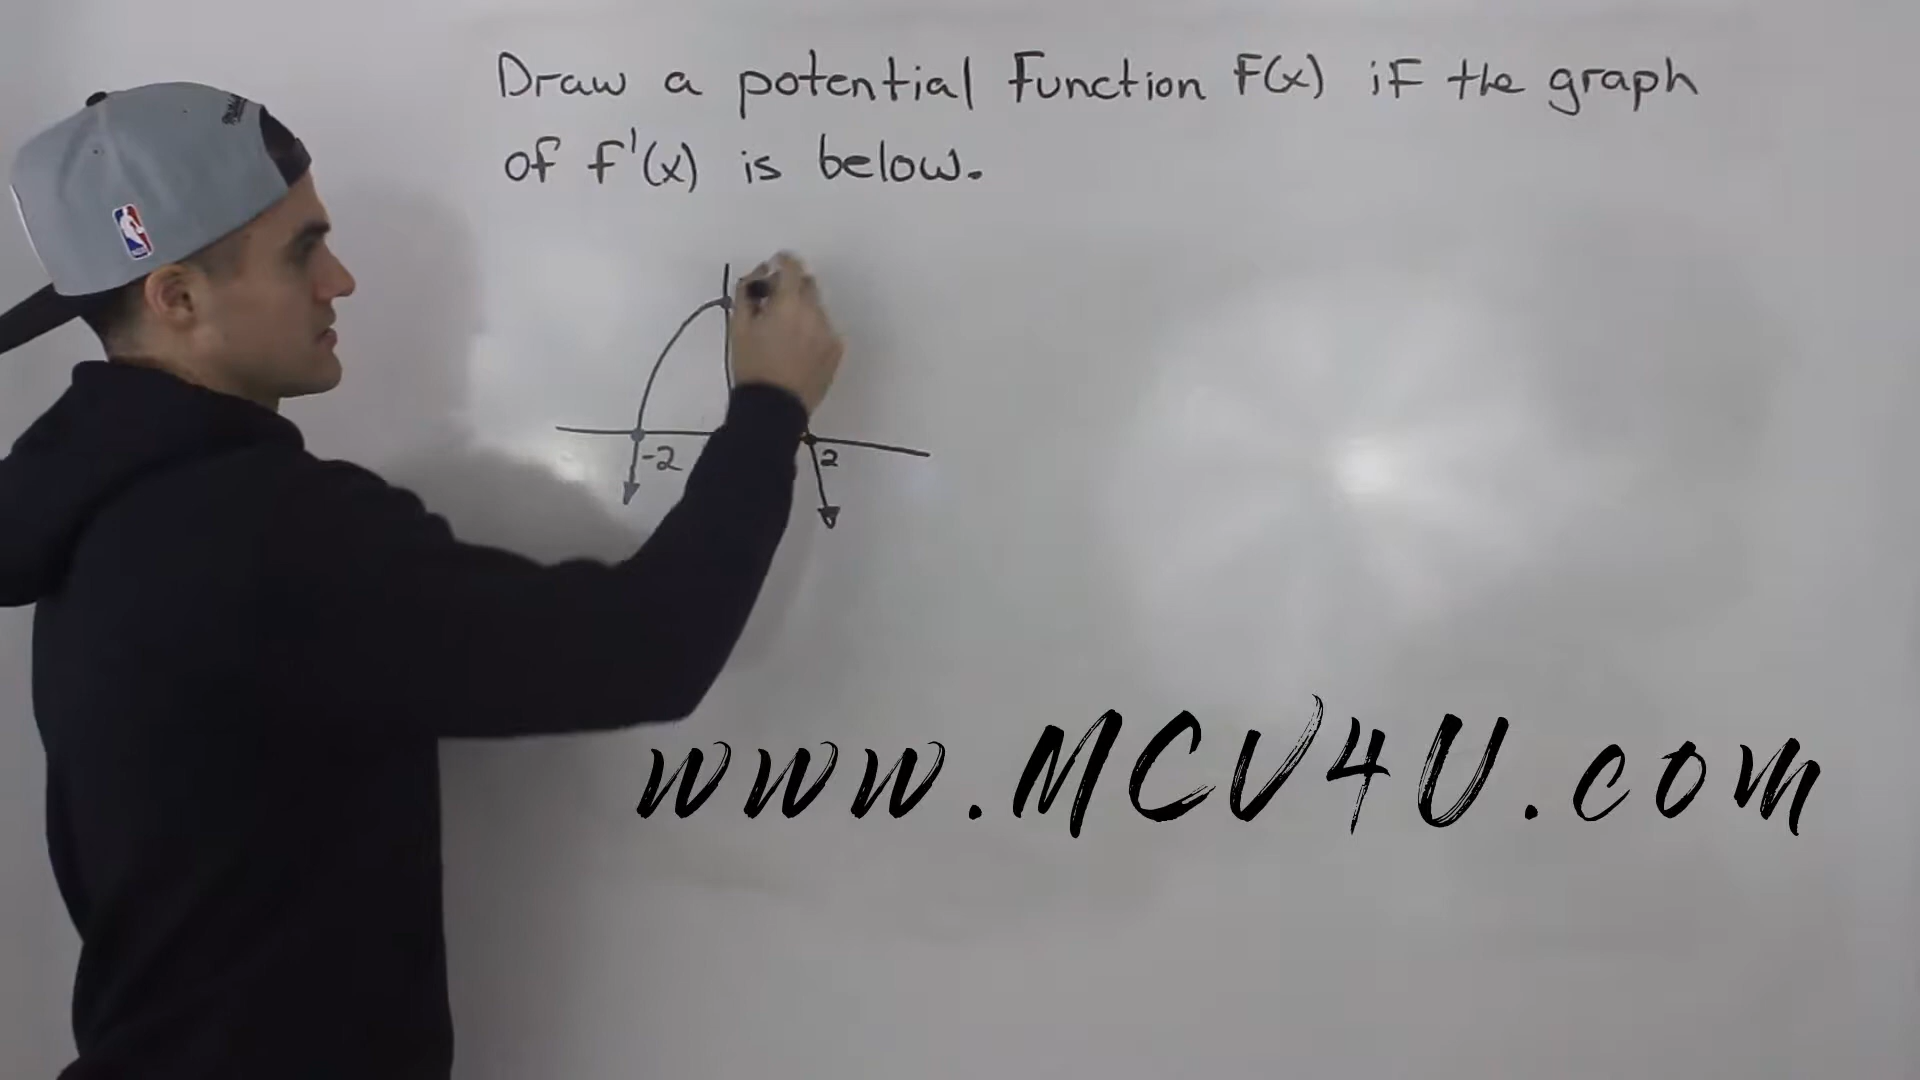 Draw a potential function f(x) if the graph
of f'(x) is below.
-2
2
www.MCV4U.com